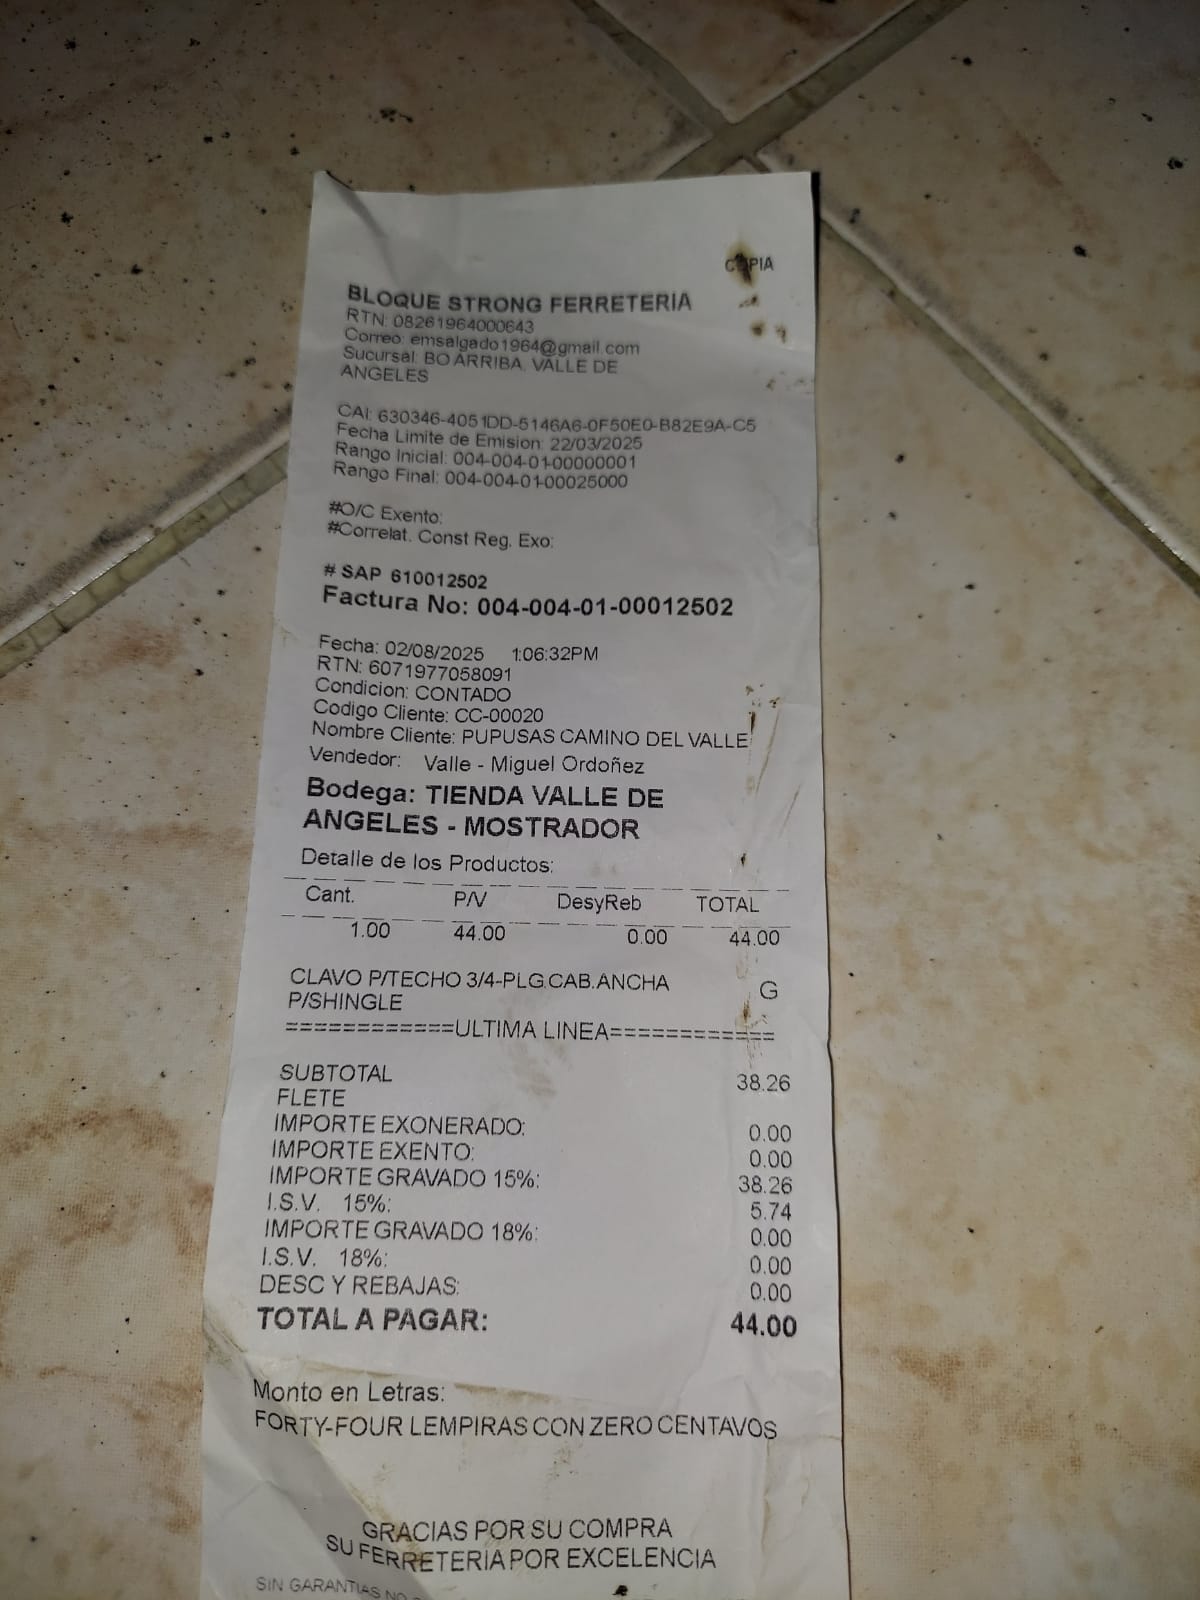 COPIA
BLOQUE STRONG FERRETERIA
RTN: 08261964000643
Correo: emsalgado1964@gmail.com
Sucursal: BO ARRIBA, VALLE DE
ANGELES
CAI: 630346-4051DD-5146A6-0F50E0-B82E9A-C5
Fecha Limite de Emision: 22/03/2025
Rango Inicial: 004-004-01-00000001
Rango Final: 004-004-01-00025000
#O/C Exento:
#Correlat. Const Reg. Exo:
# SAP 610012502
Factura No: 004-004-01-00012502
Fecha: 02/08/2025 1:06:32PM
RTN: 6071977058091
Condicion: CONTADO
Codigo Cliente: CC-00020
Nombre Cliente: PUPUSAS CAMINO DEL VALLE
Vendedor: Valle - Miguel Ordoñez
Bodega: TIENDA VALLE DE
ANGELES - MOSTRADOR
Detalle de los Productos:
Cant. P/V DesyReb TOTAL
1.00 44.00 0.00 44.00
CLAVO P/TECHO 3/4-PLG.CAB.ANCHA G
P/SHINGLE
============ULTIMA LINEA============
SUBTOTAL 38.26
FLETE
IMPORTE EXONERADO: 0.00
IMPORTE EXENTO: 0.00
IMPORTE GRAVADO 15%: 38.26
I.S.V. 15%: 5.74
IMPORTE GRAVADO 18%: 0.00
I.S.V. 18%: 0.00
DESC Y REBAJAS: 0.00
TOTAL A PAGAR: 44.00
Monto en Letras:
FORTY-FOUR LEMPIRAS CON ZERO CENTAVOS
GRACIAS POR SU COMPRA
SU FERRETERIA POR EXCELENCIA
SIN GARANTIAS NO